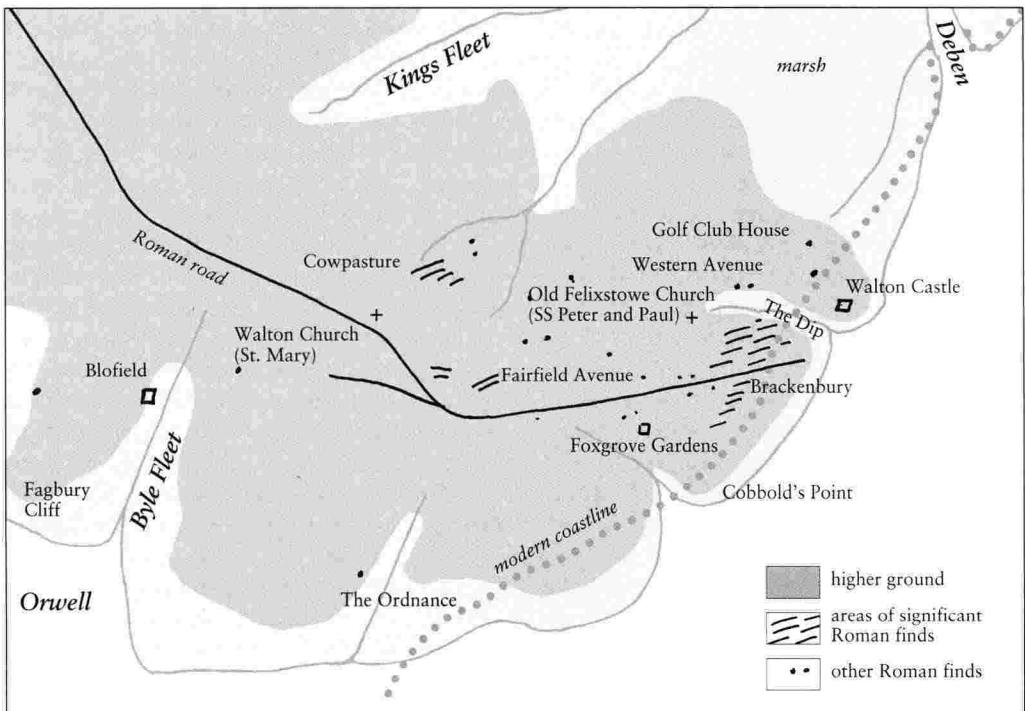 Kings Fleet
Deben
marsh
Roman road
Cowpasture
Golf Club House
Western Avenue
Old Felixstowe Church
(SS Peter and Paul)
Walton Castle
The Dip
Walton Church
(St. Mary)
Blofield
Fairfield Avenue
Brackenbury
Foxgrove Gardens
Byle Fleet
Fagbury
Cliff
Cobbold's Point
modern coastline
Orwell
The Ordnance
higher ground
areas of significant
Roman finds
other Roman finds